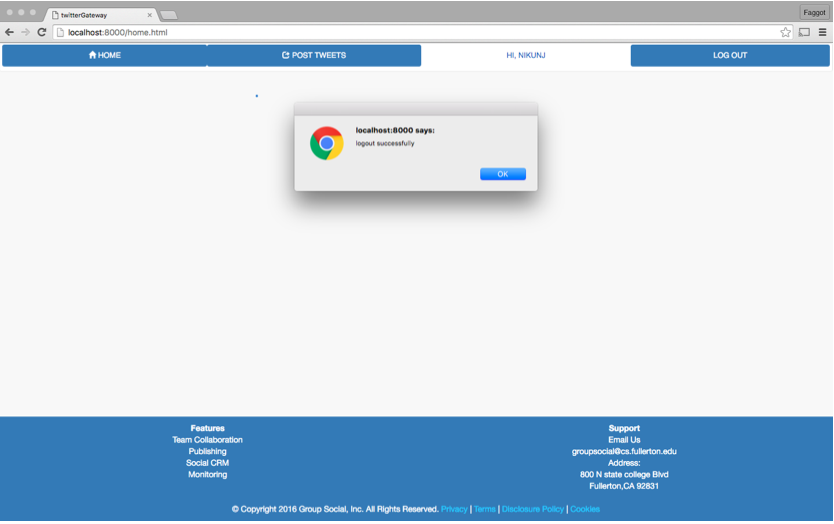 twitterGateway
Faggot
localhost:8000/home.html
HOME
POST TWEETS
HI, NIKUNJ
LOG OUT
localhost:8000 says:
logout successfully
OK
Features
Team Collaboration
Publishing
Social CRM
Monitoring
Support
Email Us
groupsocial@cs.fullerton.edu
Address:
800 N state college Blvd
Fullerton,CA 92831
© Copyright 2016 Group Social, Inc. All Rights Reserved. Privacy | Terms | Disclosure Policy | Cookies